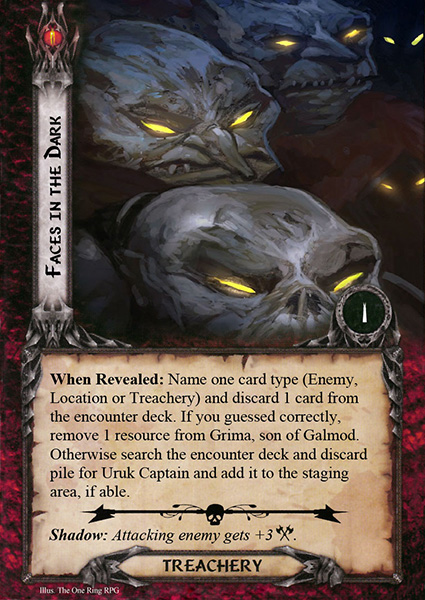 FACES IN THE DARK
When Revealed: Name one card type (Enemy,
Location or Treachery) and discard 1 card from
the encounter deck. If you guessed correctly,
remove 1 resource from Grima, son of Galmod.
Otherwise search the encounter deck and discard
pile for Uruk Captain and add it to the staging
area, if able.
Shadow: Attacking enemy gets +3.
TREACHERY
Illus. The One Ring RPG